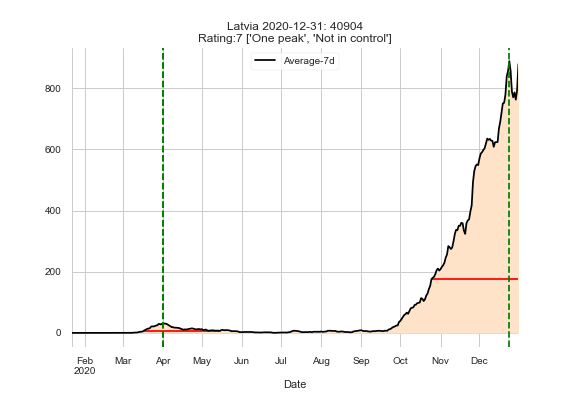 Latvia 2020-12-31: 40904
Rating:7 ['One peak', 'Not in control']
Average-7d
800
600
400
200
0
Feb Mar Apr May Jun Jul Aug Sep Oct Nov Dec
2020
Date